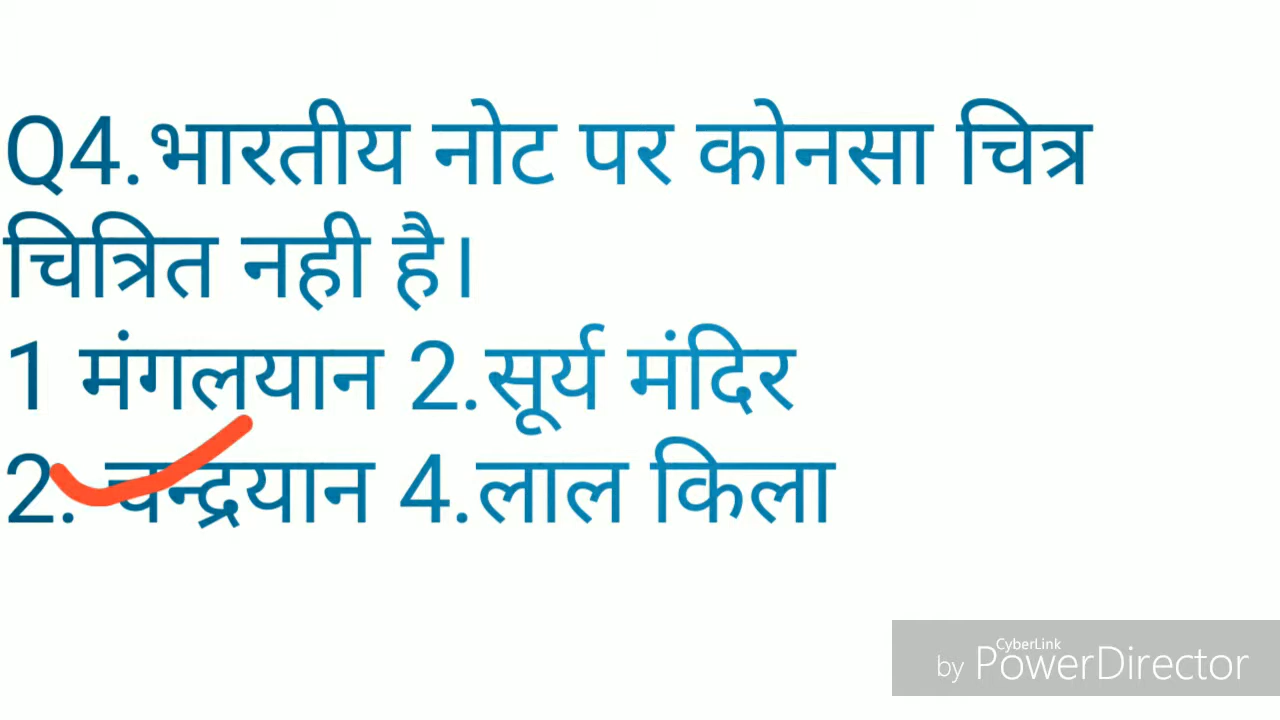 Q4.भारतीय नोट पर कोनसा चित्र
चित्रित नही है।
1 मंगलयान 2.सूर्य मंदिर
2. चन्द्रयान 4.लाल किला
CyberLink
by PowerDirector